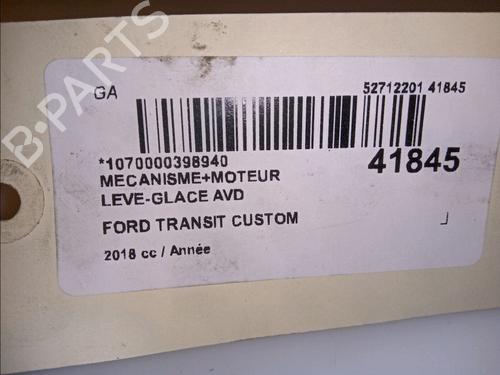 GA
52712201 41845
*1070000398940
41845
MECANISME+MOTEUR
LEVE-GLACE AVD
FORD TRANSIT CUSTOM
2018 cc / Année
B-PARTS